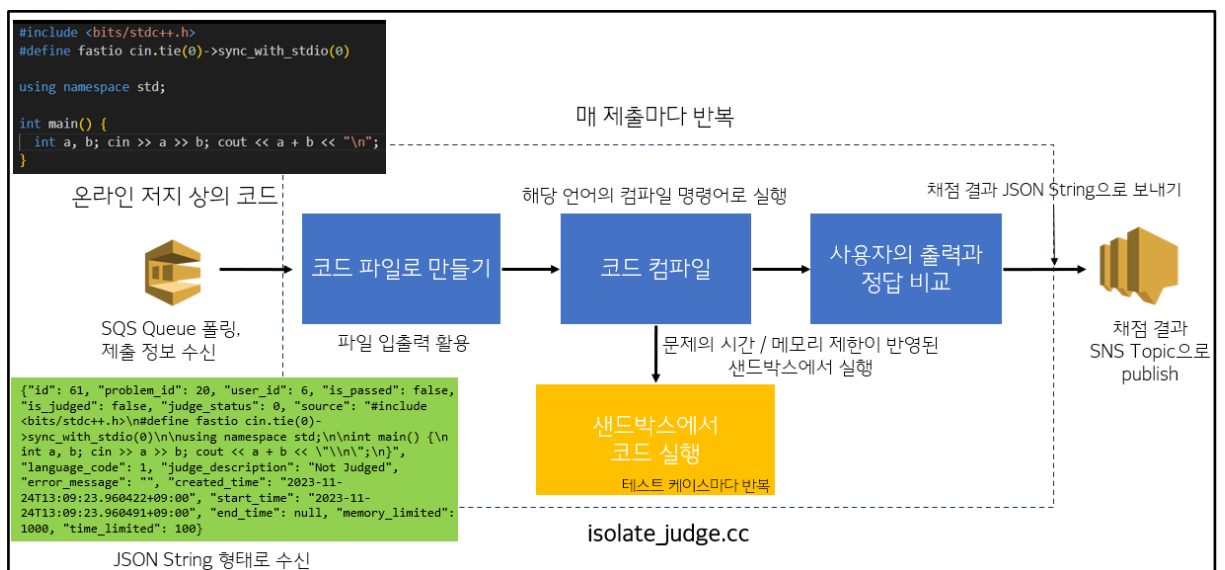 #include <bits/stdc++.h>
#define fastio cin.tie(0)->sync_with_stdio(0)
using namespace std;
int main() {
int a, b; cin >> a >> b; cout << a + b << "\n";
}
온라인 저지 상의 코드
매 제출마다 반복
채점 결과 JSON String으로 보내기
해당 언어의 컴파일 명령어로 실행
코드 파일로 만들기
코드 컴파일
사용자의 출력과
정답 비교
SQS Queue 폴링,
제출 정보 수신
파일 입출력 활용
문제의 시간 / 메모리 제한이 반영된
샌드박스에서 실행
채점 결과
SNS Topic으로
publish
{"id": 61, "problem_id": 20, "user_id": 6, "is_passed": false,
"is_judged": false, "judge_status": 0, "source": "#include
<bits/stdc++.h>\n#define fastio cin.tie(0)-
>sync_with_stdio(0)\n\nusing namespace std;\n\nint main() {\n
int a, b; cin >> a >> b; cout << a + b << \"\\n\";\n}",
"language_code": 1, "judge_description": "Not Judged",
"error_message": "", "created_time": "2023-11-
24T13:09:23.960422+09:00", "start_time": "2023-11-
24T13:09:23.960491+09:00", "end_time": null, "memory_limited":
1000, "time_limited": 100}
샌드박스에서
코드 실행
테스트 케이스마다 반복
isolate_judge.cc
JSON String 형태로 수신